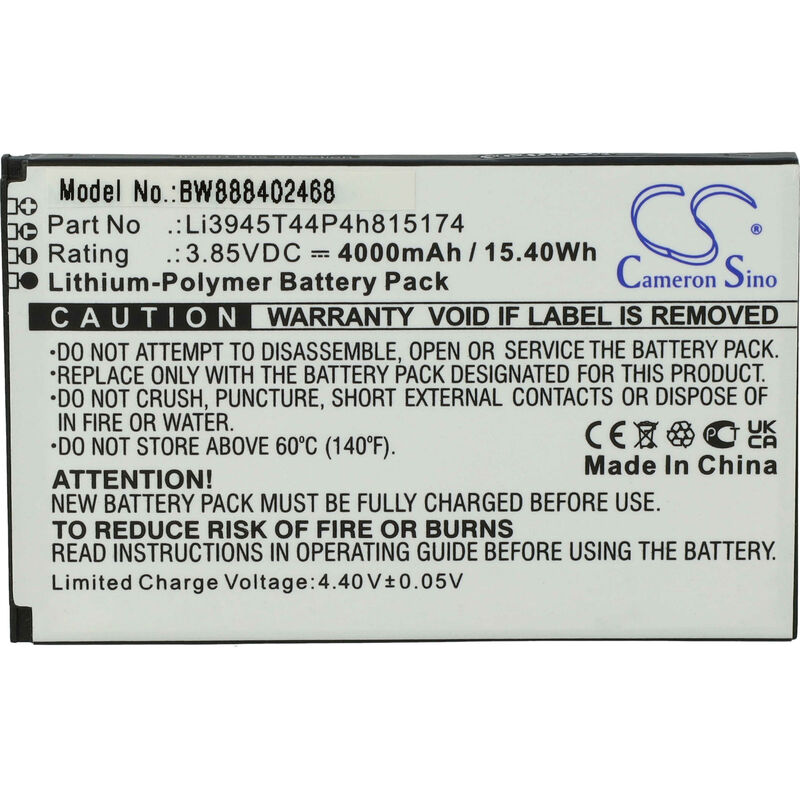 Model No.:BW888402468
Part No. :Li3945T44P4h815174
Rating :3.85VDC ⎓ 4000mAh / 15.40Wh
Lithium-Polymer Battery Pack
CS
®
Cameron Sino
CAUTION WARRANTY VOID IF LABEL IS REMOVED
•DO NOT ATTEMPT TO DISASSEMBLE, OPEN OR SERVICE THE BATTERY PACK.
•REPLACE ONLY WITH THE BATTERY PACK DESIGNATED FOR THIS PRODUCT.
•DO NOT CRUSH, PUNCTURE, SHORT EXTERNAL CONTACTS OR DISPOSE OF
IN FIRE OR WATER.
•DO NOT STORE ABOVE 60°C (140°F).
CE PCT UK CA
Made In China
ATTENTION!
NEW BATTERY PACK MUST BE FULLY CHARGED BEFORE USE.
TO REDUCE RISK OF FIRE OR BURNS
READ INSTRUCTIONS IN OPERATING GUIDE BEFORE USING THE BATTERY.
Limited Charge Voltage:4.40V±0.05V